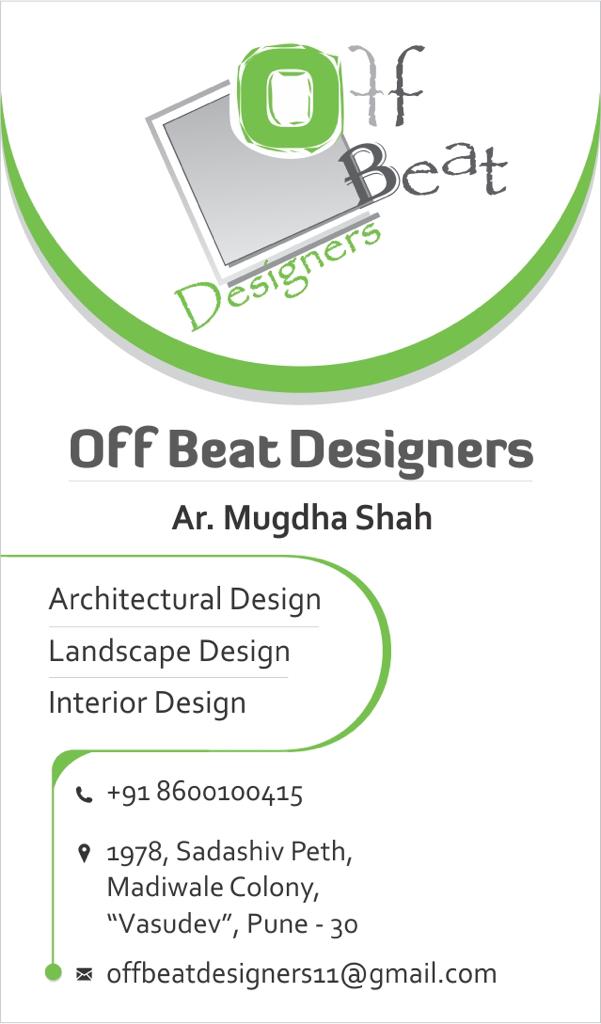 Off
Beat
Designers
Off Beat Designers
Ar. Mugdha Shah
Architectural Design
Landscape Design
Interior Design
+91 8600100415
1978, Sadashiv Peth,
Madiwale Colony,
“Vasudev”, Pune - 30
offbeatdesigners11@gmail.com